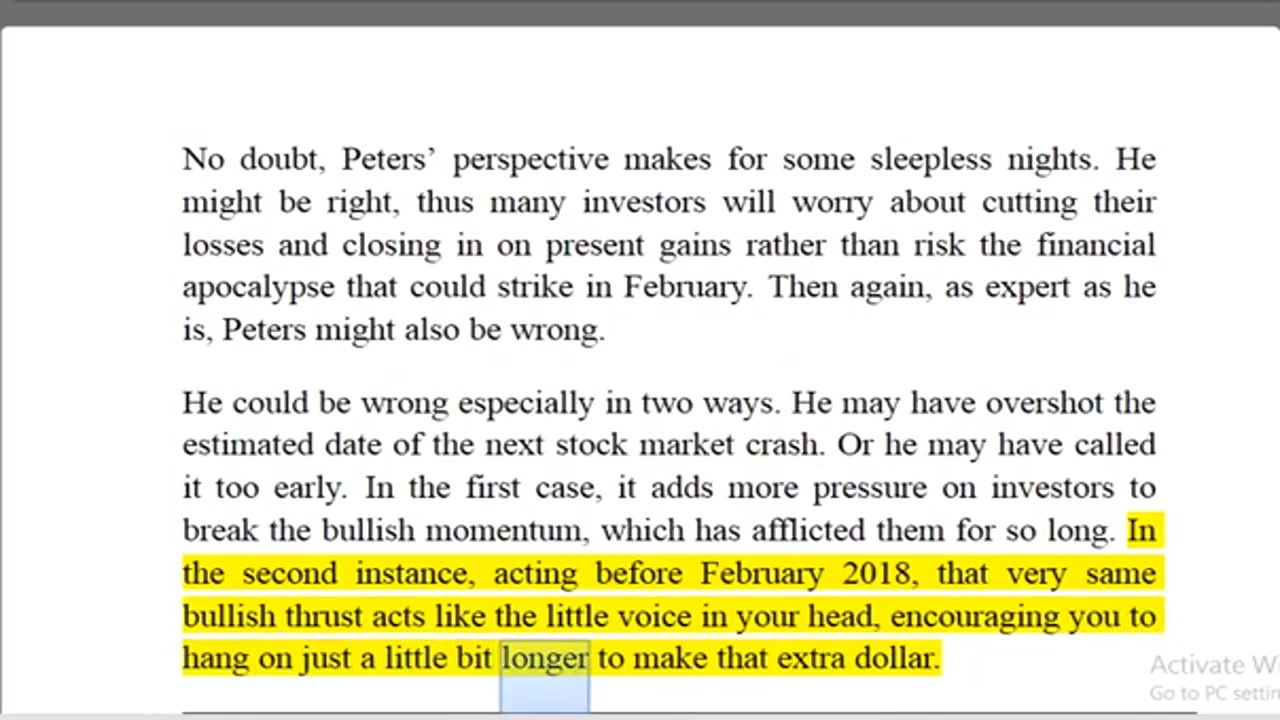 No doubt, Peters’ perspective makes for some sleepless nights. He
might be right, thus many investors will worry about cutting their
losses and closing in on present gains rather than risk the financial
apocalypse that could strike in February. Then again, as expert as he
is, Peters might also be wrong.
He could be wrong especially in two ways. He may have overshot the
estimated date of the next stock market crash. Or he may have called
it too early. In the first case, it adds more pressure on investors to
break the bullish momentum, which has afflicted them for so long. In
the second instance, acting before February 2018, that very same
bullish thrust acts like the little voice in your head, encouraging you to
hang on just a little bit longer to make that extra dollar.
Activate Wi
Go to PC settin